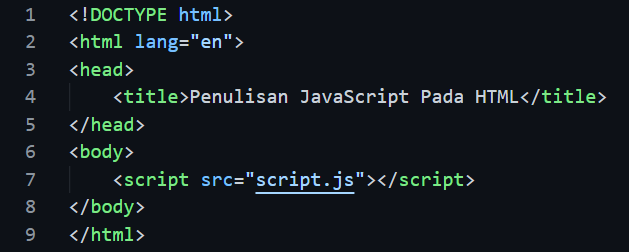 1 <!DOCTYPE html>
2 <html lang="en">
3 <head>
4     <title>Penulisan JavaScript Pada HTML</title>
5 </head>
6 <body>
7     <script src="script.js"></script>
8 </body>
9 </html>